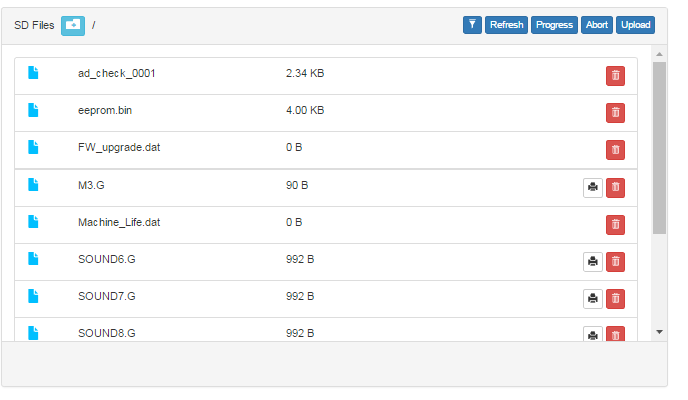 SD Files / Refresh Progress Abort Upload
ad_check_0001 2.34 KB
eeprom.bin 4.00 KB
FW_upgrade.dat 0 B
M3.G 90 B
Machine_Life.dat 0 B
SOUND6.G 992 B
SOUND7.G 992 B
SOUND8.G 992 B